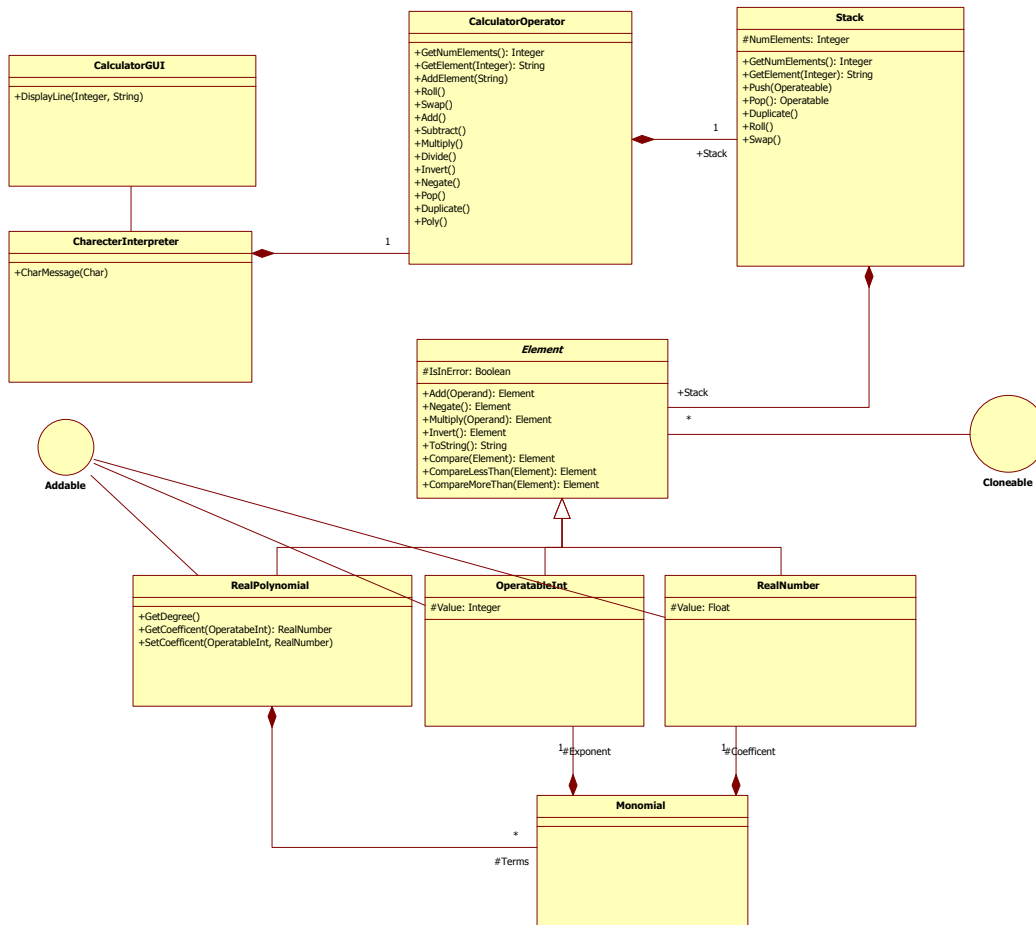 CalculatorGUI
+DisplayLine(Integer, String)
CharecterInterpreter
+CharMessage(Char)
1
CalculatorOperator
+GetNumElements(): Integer
+GetElement(Integer): String
+AddElement(String)
+Roll()
+Swap()
+Add()
+Subtract()
+Multiply()
+Divide()
+Invert()
+Negate()
+Pop()
+Duplicate()
+Poly()
1
+Stack
Stack
#NumElements: Integer
+GetNumElements(): Integer
+GetElement(Integer): String
+Push(Operateable)
+Pop(): Operatable
+Duplicate()
+Roll()
+Swap()
Element
#IsInError: Boolean
+Add(Operand): Element
+Negate(): Element
+Multiply(Operand): Element
+Invert(): Element
+ToString(): String
+Compare(Element): Element
+CompareLessThan(Element): Element
+CompareMoreThan(Element): Element
+Stack
*
Addable
Cloneable
RealPolynomial
+GetDegree()
+GetCoefficent(OperatabeInt): RealNumber
+SetCoefficent(OperatableInt, RealNumber)
OperatableInt
#Value: Integer
RealNumber
#Value: Float
1
#Exponent
1
#Coefficent
Monomial
*
#Terms